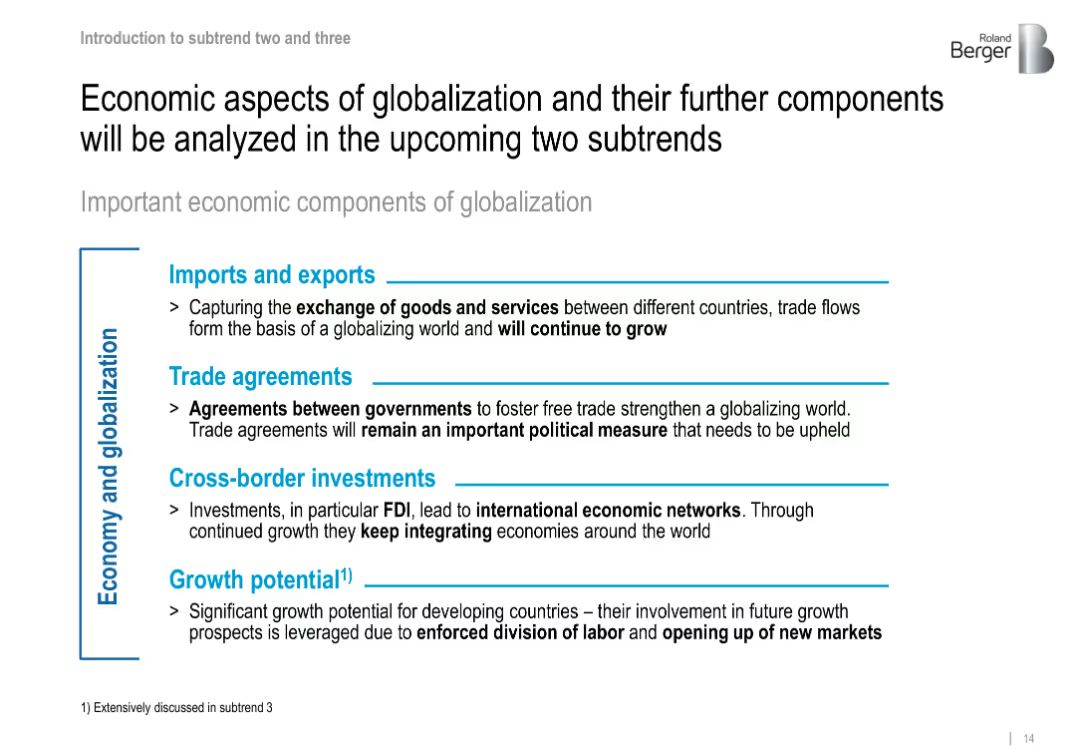 Introduction to subtrend two and three
Roland
Berger
B
Economic aspects of globalization and their further components
will be analyzed in the upcoming two subtrends
Important economic components of globalization
Economy and globalization
Imports and exports
> Capturing the exchange of goods and services between different countries, trade flows
form the basis of a globalizing world and will continue to grow
Trade agreements
> Agreements between governments to foster free trade strengthen a globalizing world.
Trade agreements will remain an important political measure that needs to be upheld
Cross-border investments
> Investments, in particular FDI, lead to international economic networks. Through
continued growth they keep integrating economies around the world
Growth potential1)
> Significant growth potential for developing countries – their involvement in future growth
prospects is leveraged due to enforced division of labor and opening up of new markets
1) Extensively discussed in subtrend 3
| 14